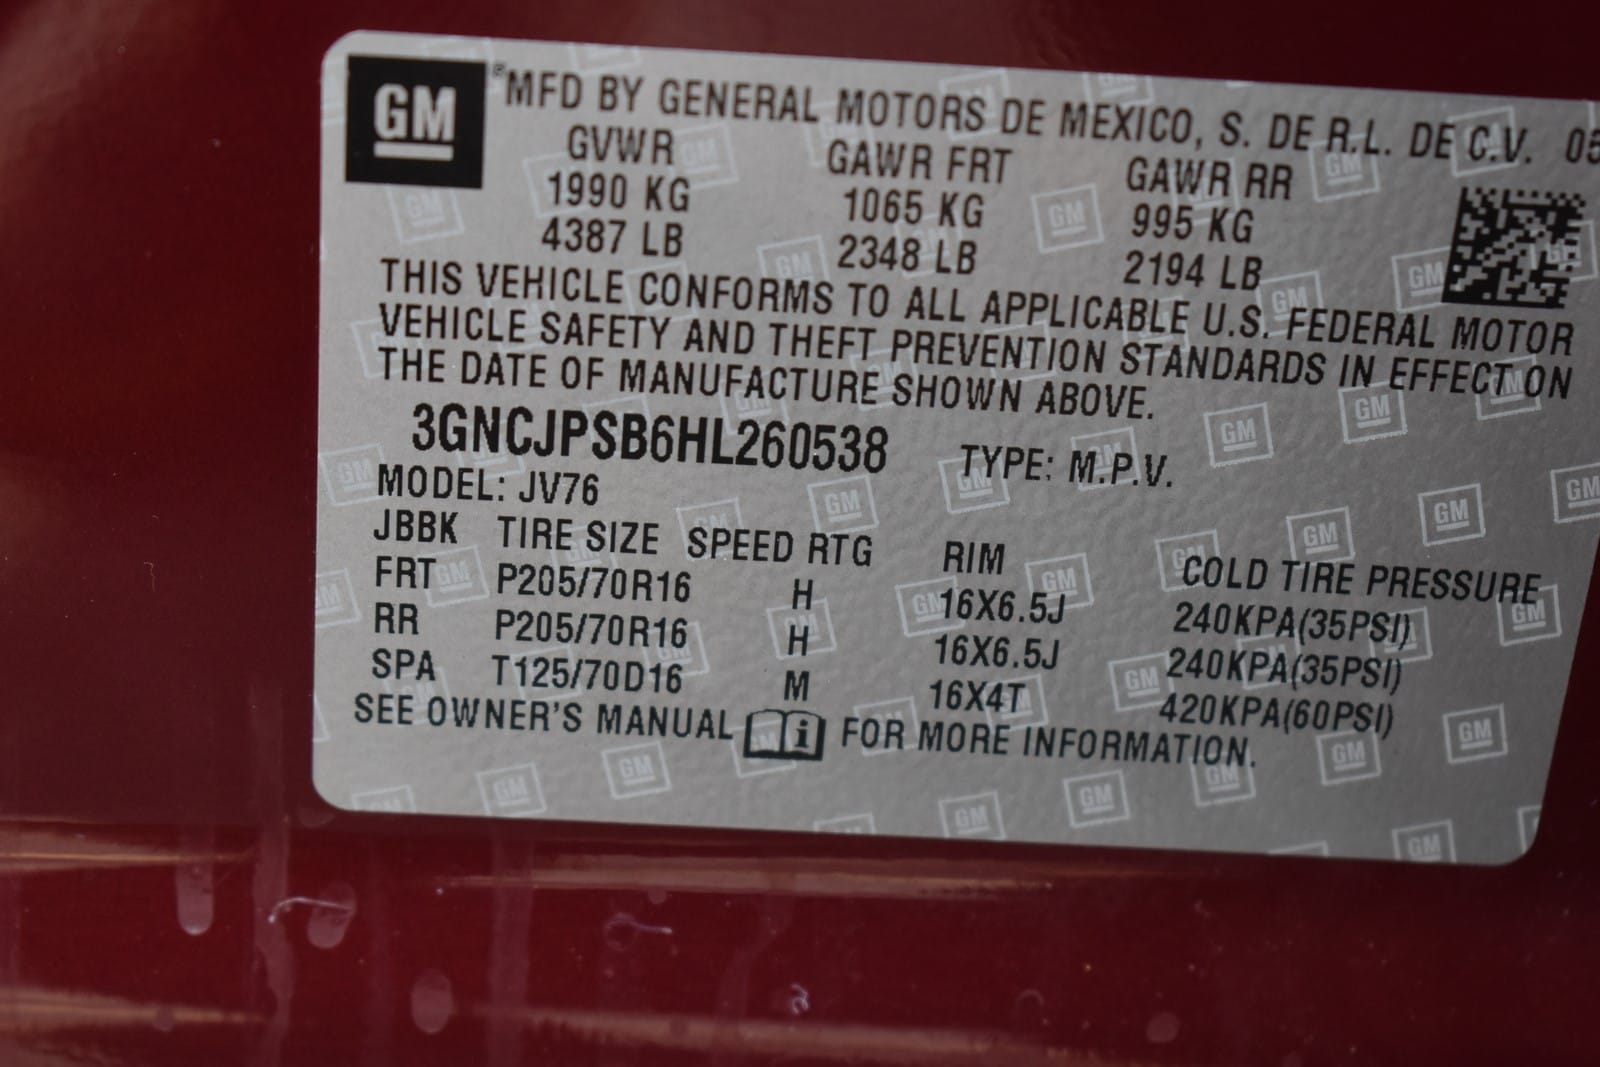 GM ® MFD BY GENERAL MOTORS DE MEXICO, S. DE R.L. DE C.V. 05
GVWR GAWR FRT GAWR RR
1990 KG 1065 KG 995 KG
4387 LB 2348 LB 2194 LB
THIS VEHICLE CONFORMS TO ALL APPLICABLE U.S. FEDERAL MOTOR
VEHICLE SAFETY AND THEFT PREVENTION STANDARDS IN EFFECT ON
THE DATE OF MANUFACTURE SHOWN ABOVE.
3GNCJPSB6HL260538 TYPE: M.P.V.
MODEL: JV76
JBBK TIRE SIZE SPEED RTG RIM COLD TIRE PRESSURE
FRT P205/70R16 H 16X6.5J 240KPA(35PSI)
RR P205/70R16 H 16X6.5J 240KPA(35PSI)
SPA T125/70D16 M 16X4T 420KPA(60PSI)
SEE OWNER'S MANUAL i FOR MORE INFORMATION.